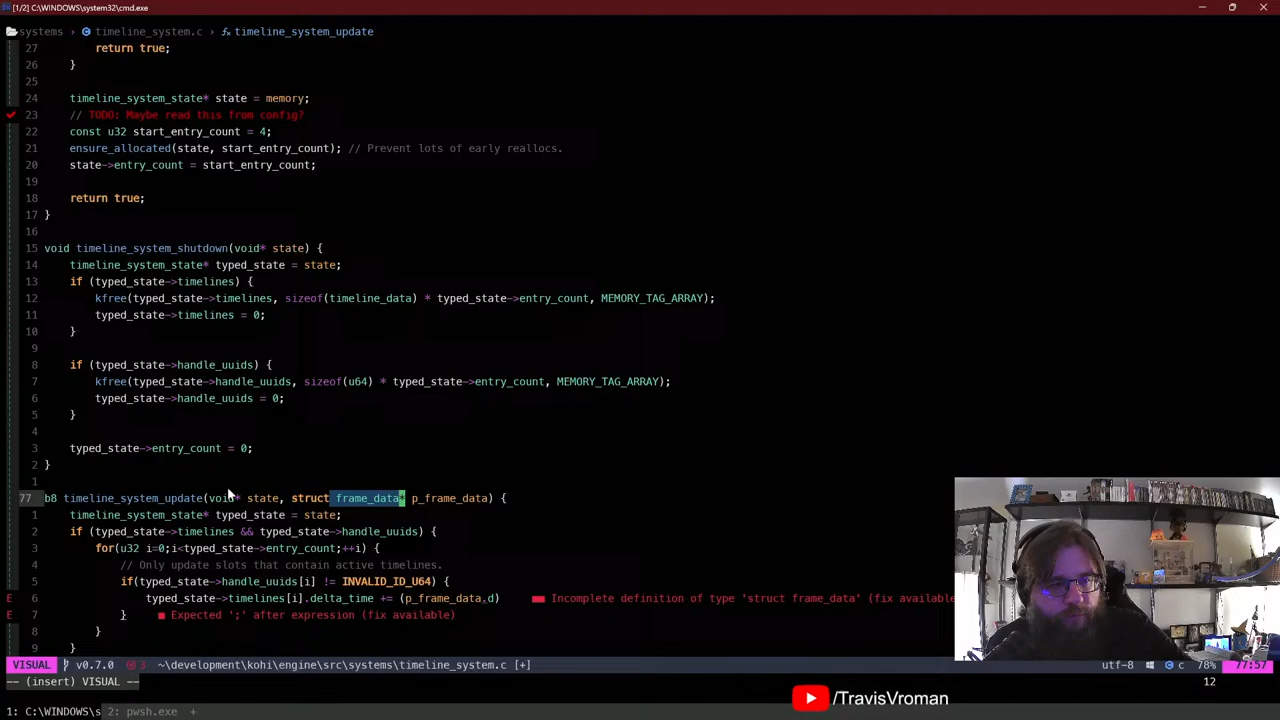 [1/2] C:\WINDOWS\system32\cmd.exe
systems › timeline_system.c › timeline_system_update
27 return true;
26 }
25
24 timeline_system_state* state = memory;
23 // TODO: Maybe read this from config?
22 const u32 start_entry_count = 4;
21 ensure_allocated(state, start_entry_count); // Prevent lots of early reallocs.
20 state->entry_count = start_entry_count;
19
18 return true;
17 }
16
15 void timeline_system_shutdown(void* state) {
14 timeline_system_state* typed_state = state;
13 if (typed_state->timelines) {
12 kfree(typed_state->timelines, sizeof(timeline_data) * typed_state->entry_count, MEMORY_TAG_ARRAY);
11 typed_state->timelines = 0;
10 }
9
8 if (typed_state->handle_uuids) {
7 kfree(typed_state->handle_uuids, sizeof(u64) * typed_state->entry_count, MEMORY_TAG_ARRAY);
6 typed_state->handle_uuids = 0;
5 }
4
3 typed_state->entry_count = 0;
2 }
1
77 b8 timeline_system_update(void* state, struct frame_data* p_frame_data) {
1 timeline_system_state* typed_state = state;
2 if (typed_state->timelines && typed_state->handle_uuids) {
3 for(u32 i=0;i<typed_state->entry_count;++i) {
4 // Only update slots that contain active timelines.
5 if(typed_state->handle_uuids[i] != INVALID_ID_U64) {
E 6 typed_state->timelines[i].delta_time += (p_frame_data.d) ■■ Incomplete definition of type 'struct frame_data' (fix available
E 7 } ■ Expected ';' after expression (fix available)
8 }
9 }
VISUAL v0.7.0 3 ~\development\kohi\engine\src\systems\timeline_system.c [+] utf-8 c 78% 77:57
-- (insert) VISUAL -- 12
/TravisVroman
1: C:\WINDOWS\s 2: pwsh.exe +